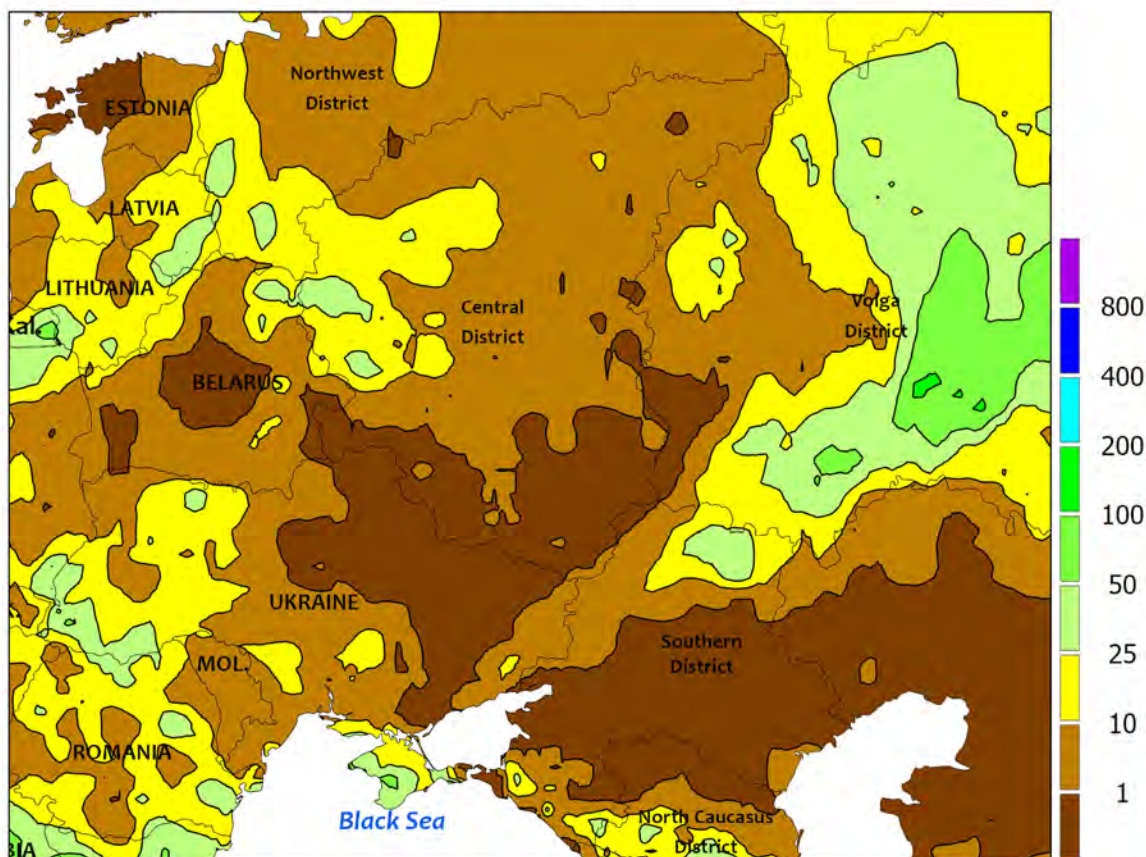 Northwest
District
ESTONIA
LATVIA
LITHUANIA
Kal.
Central
District
Volga
District
BELARUS
UKRAINE
MOL.
Southern
District
ROMANIA
Black Sea
North Caucasus
District
BIA
800
400
200
100
50
25
10
1